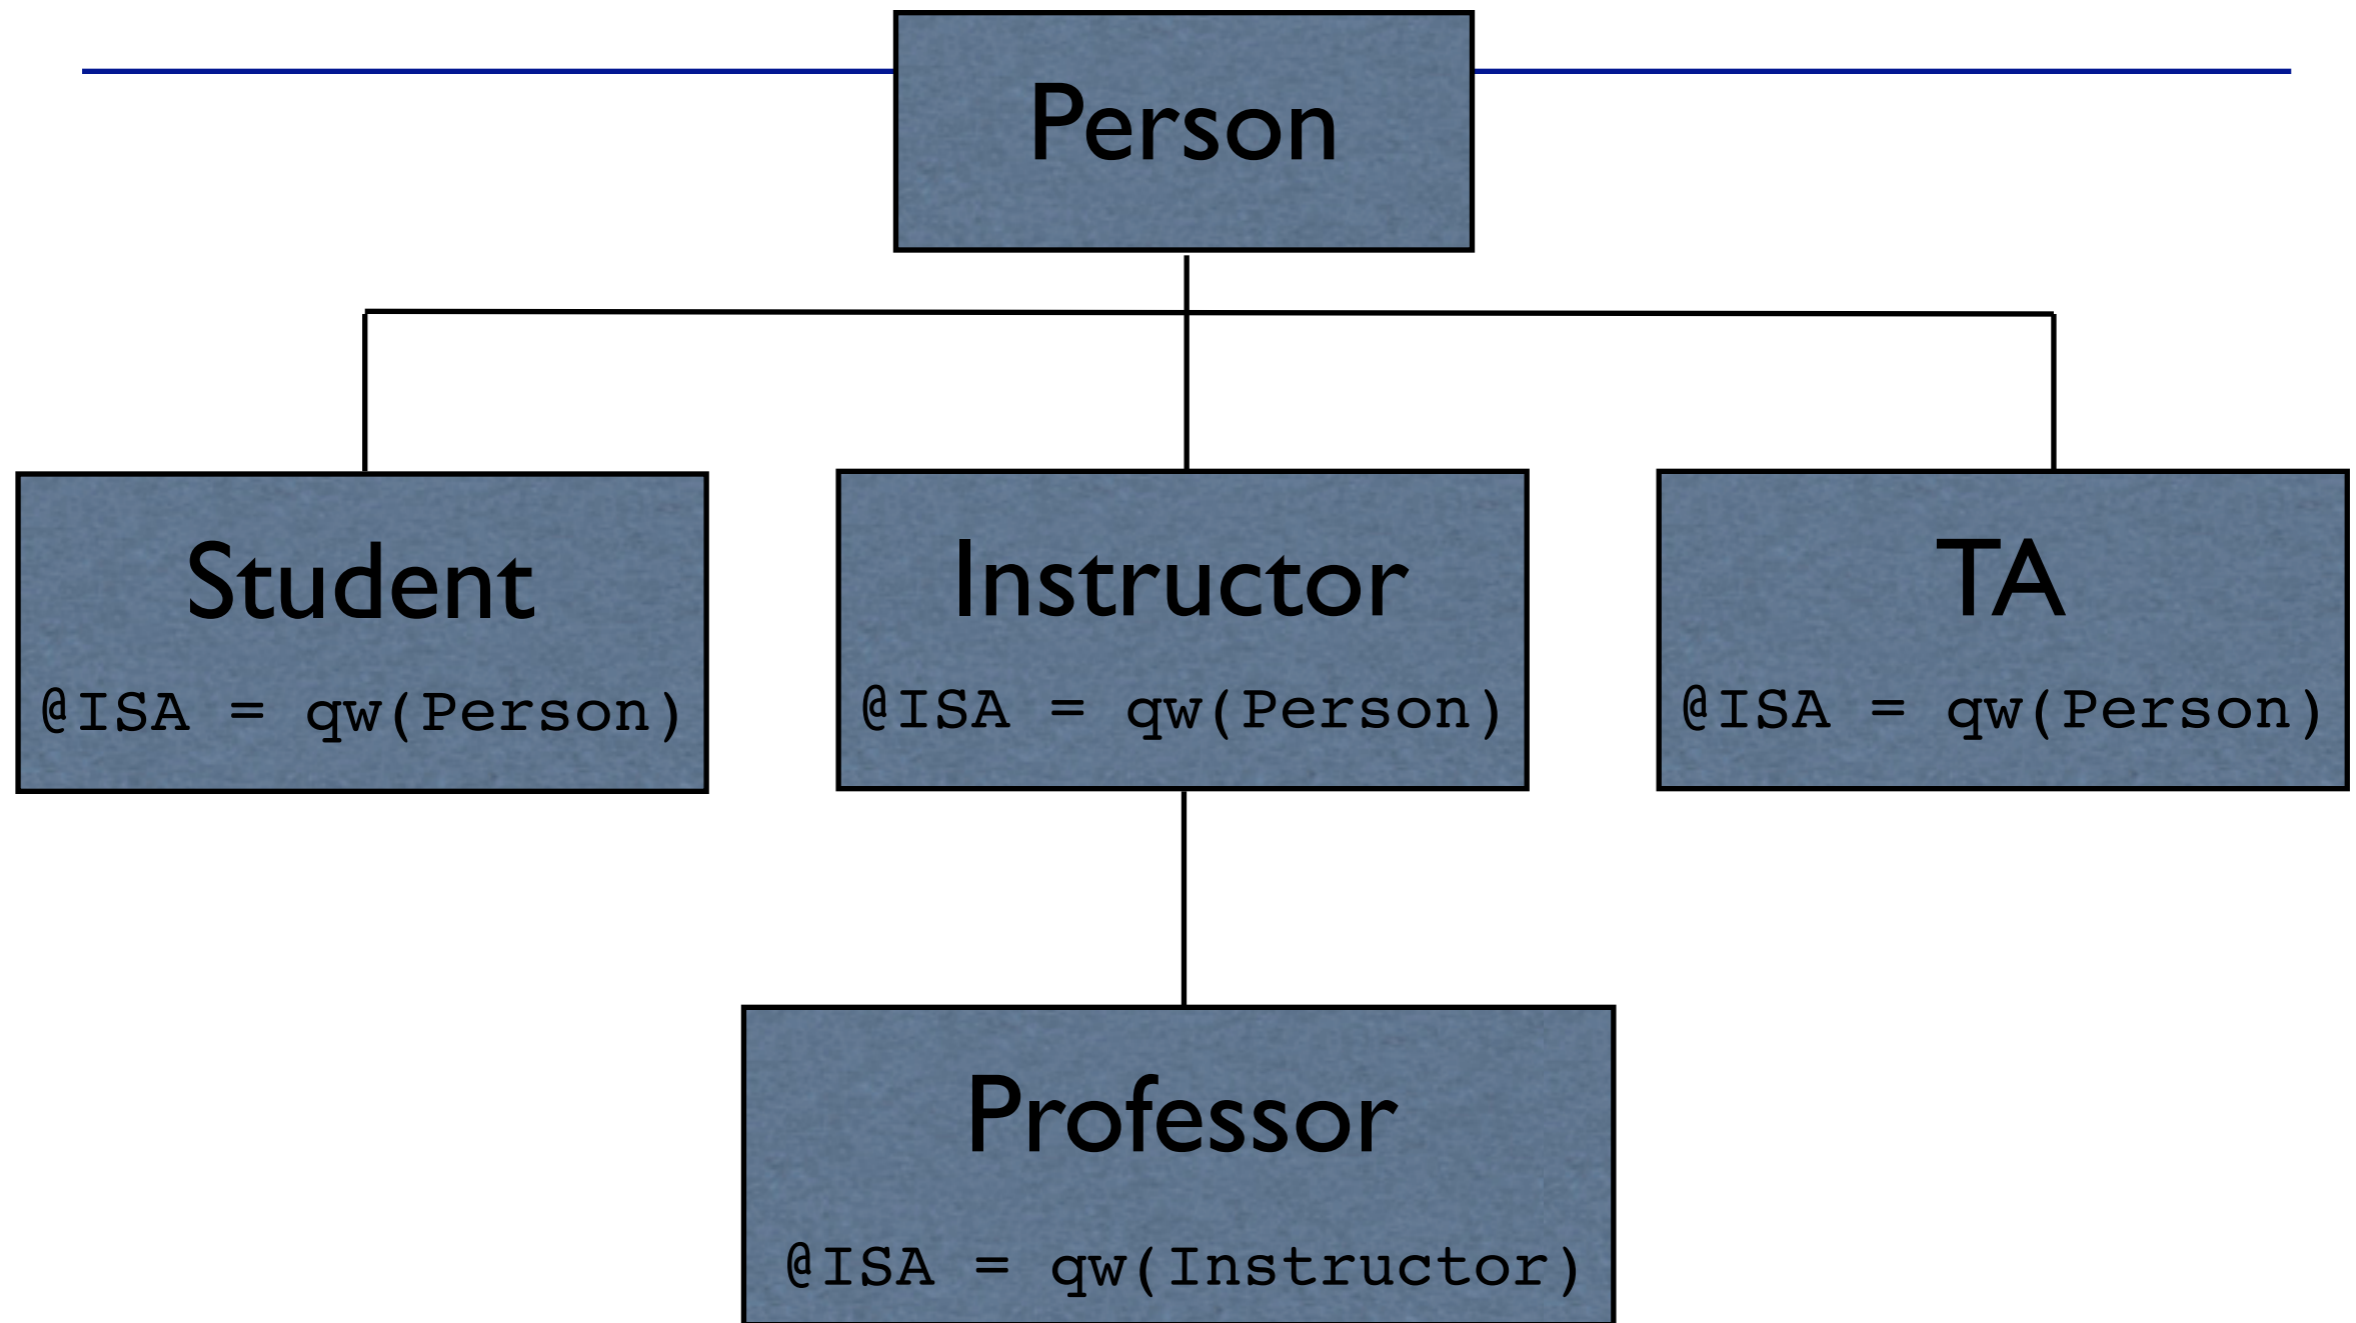 Person
Student
@ISA = qw(Person)
Instructor
@ISA = qw(Person)
TA
@ISA = qw(Person)
Professor
@ISA = qw(Instructor)